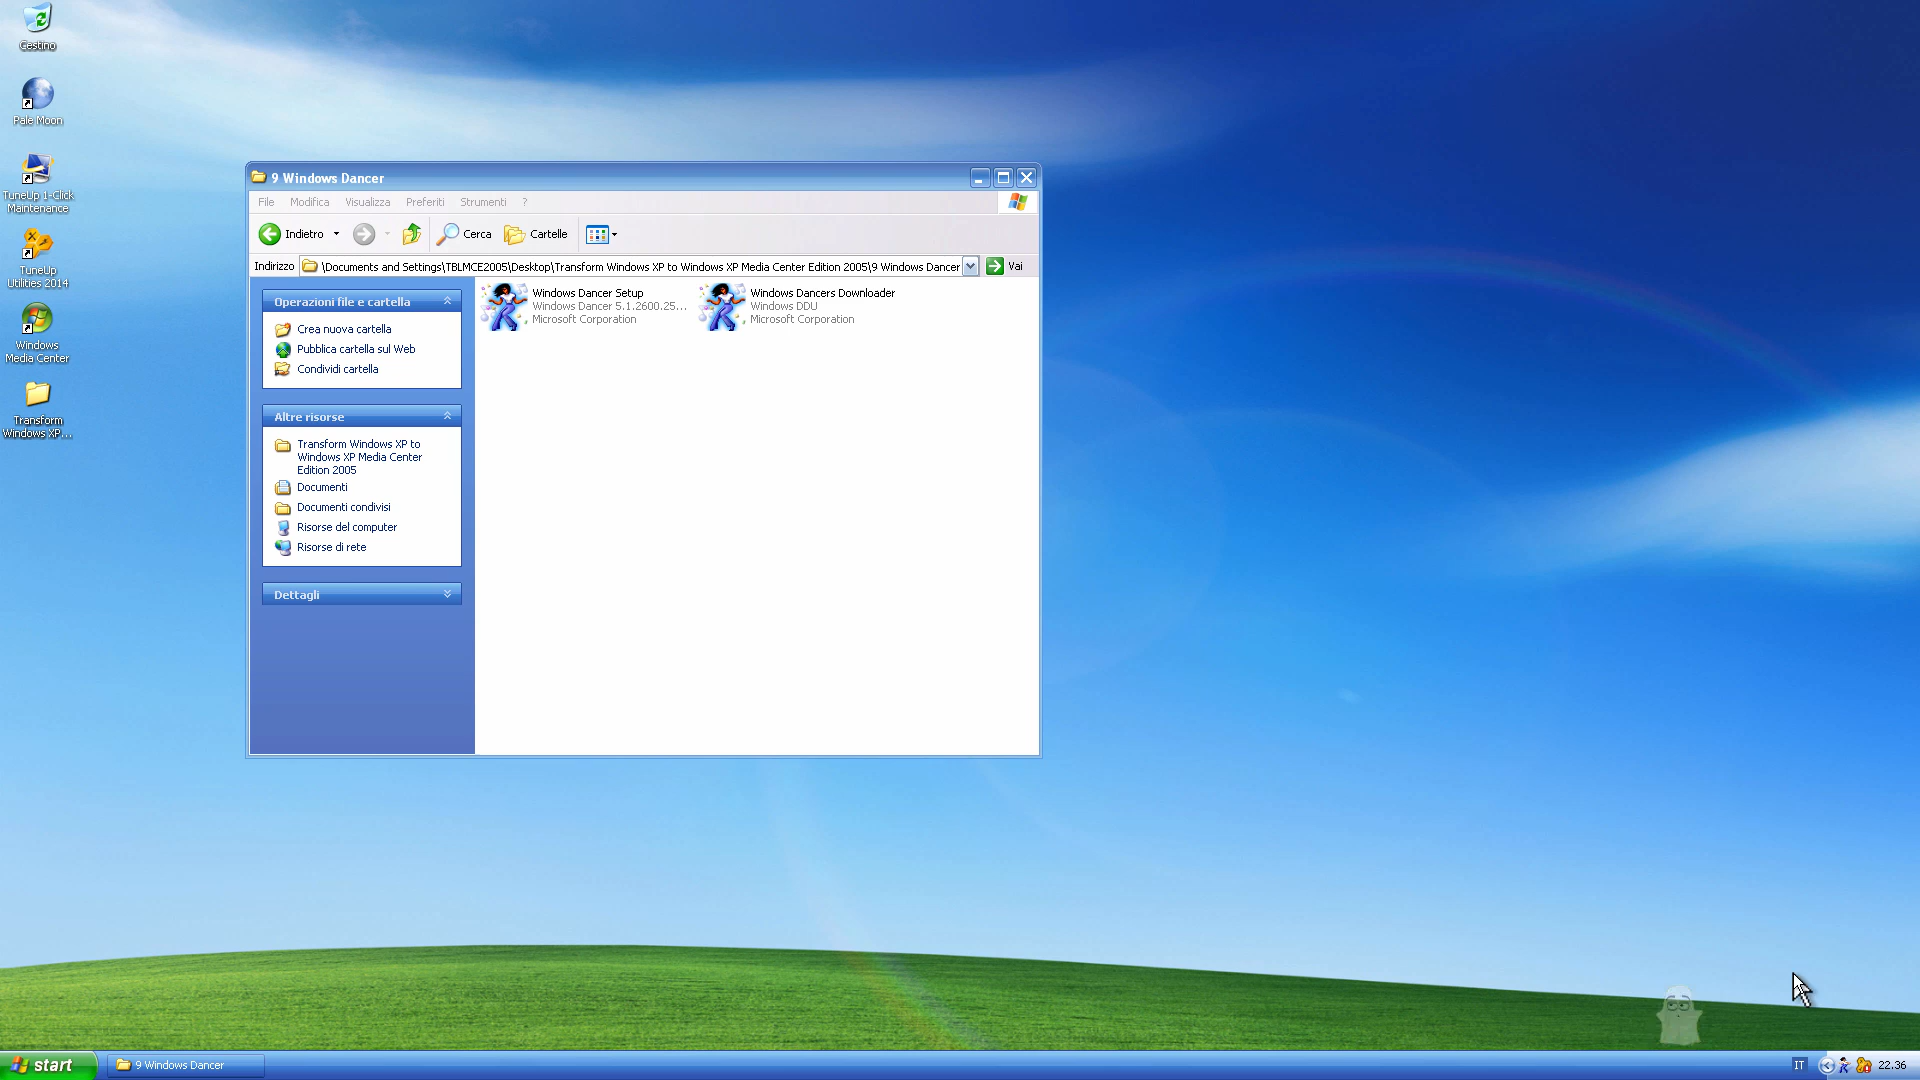 Cestino
Pale Moon
TuneUp 1-Click
Maintenance
TuneUp
Utilities 2014
Windows
Media Center
Transform
Windows XP...
9 Windows Dancer
File Modifica Visualizza Preferiti Strumenti ?
Indietro Cerca Cartelle
Indirizzo \Documents and Settings\TBLMCE2005\Desktop\Transform Windows XP to Windows XP Media Center Edition 2005\9 Windows Dancer Vai
Operazioni file e cartella
Crea nuova cartella
Pubblica cartella sul Web
Condividi cartella
Altre risorse
Transform Windows XP to
Windows XP Media Center
Edition 2005
Documenti
Documenti condivisi
Risorse del computer
Risorse di rete
Dettagli
Windows Dancer Setup
Windows Dancer 5.1.2600.25...
Microsoft Corporation
Windows Dancers Downloader
Windows DDU
Microsoft Corporation
start 9 Windows Dancer IT 22.36